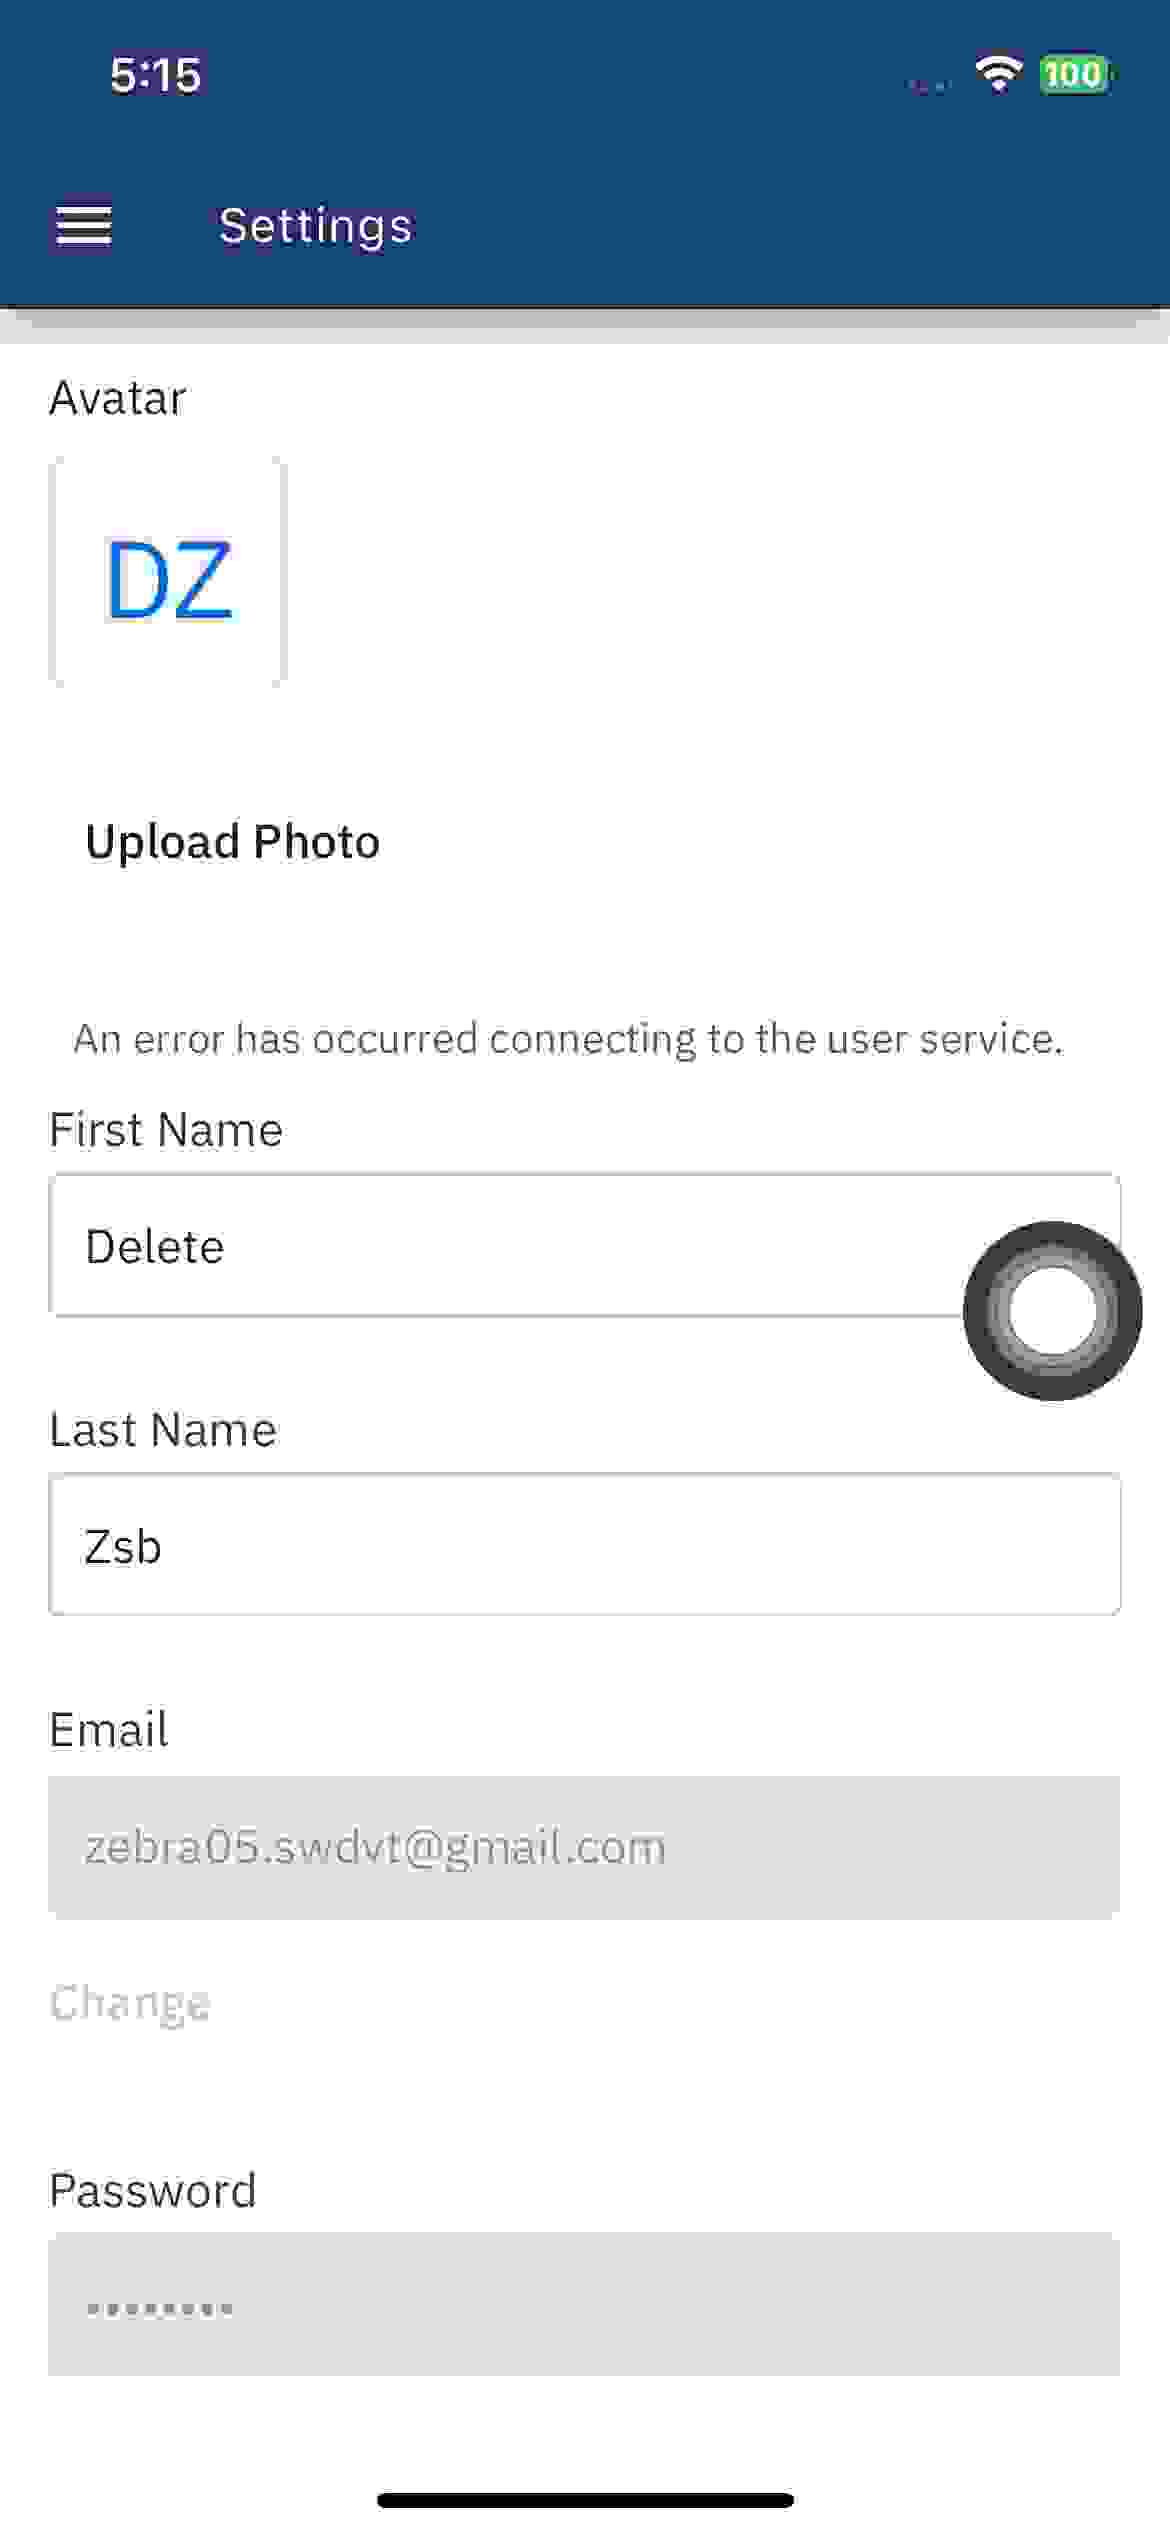 5:15
100
Settings
Avatar
DZ
Upload Photo
An error has occurred connecting to the user service.
First Name
Delete
Last Name
Zsb
Email
zebra05.swdvt@gmail.com
Change
Password
••••••••